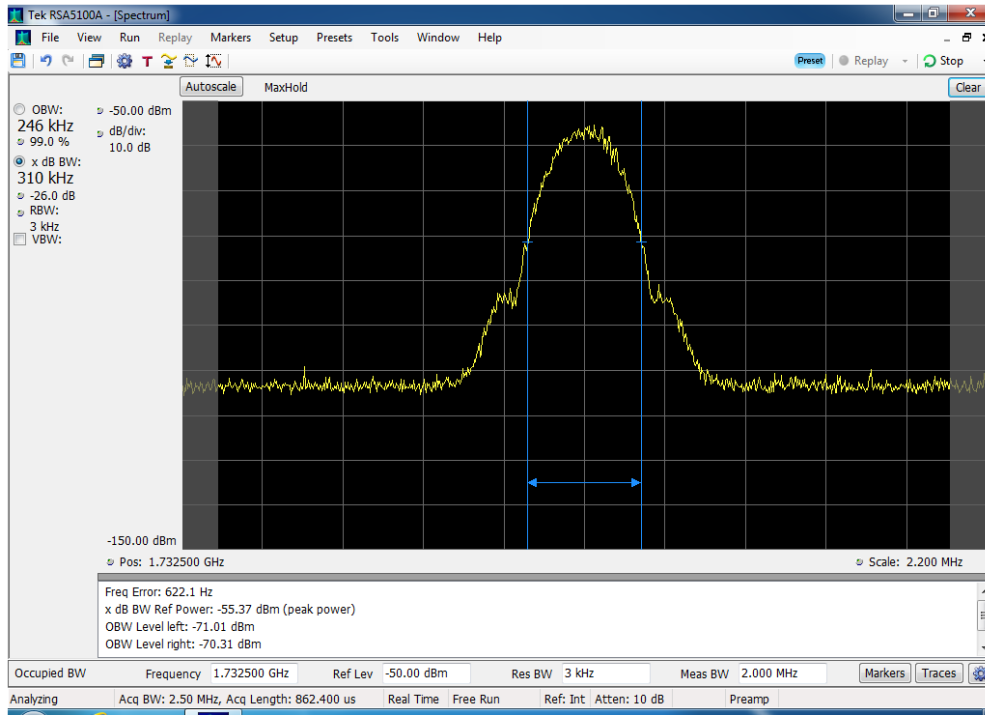 Tek RSA5100A - [Spectrum]
File View Run Replay Markers Setup Presets Tools Window Help
T Preset Replay Stop
Autoscale MaxHold Clear
OBW:
246 kHz
99.0 %
x dB BW:
310 kHz
-26.0 dB
RBW:
3 kHz
VBW:
-50.00 dBm
dB/div:
10.0 dB
-150.00 dBm
Pos: 1.732500 GHz Scale: 2.200 MHz
Freq Error: 622.1 Hz
x dB BW Ref Power: -55.37 dBm (peak power)
OBW Level left: -71.01 dBm
OBW Level right: -70.31 dBm
Occupied BW Frequency 1.732500 GHz Ref Lev -50.00 dBm Res BW 3 kHz Meas BW 2.000 MHz Markers Traces
Analyzing Acq BW: 2.50 MHz, Acq Length: 862.400 us Real Time Free Run Ref: Int Atten: 10 dB Preamp